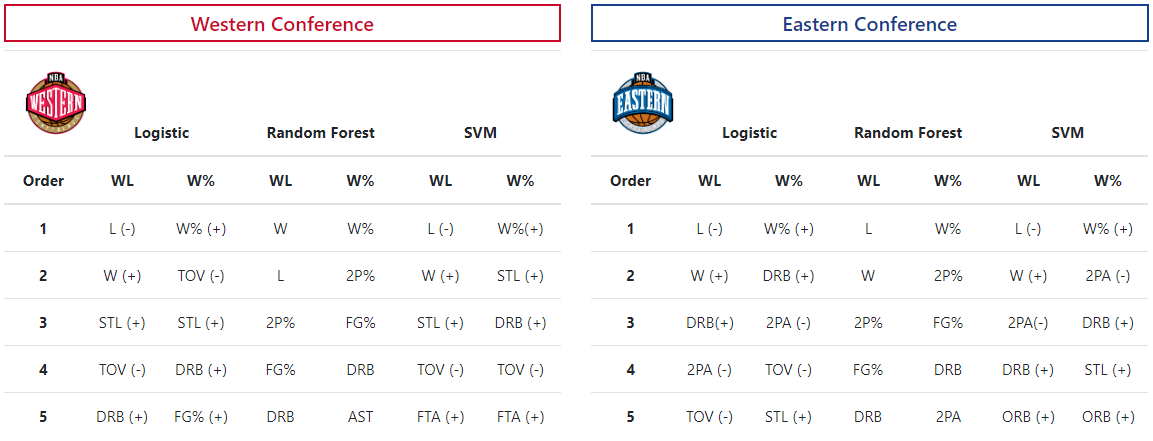 Western Conference Eastern Conference
NBA NBA
WESTERN EASTERN
Logistic Random Forest SVM Logistic Random Forest SVM
Order WL W% WL W% WL W% Order WL W% WL W% WL W%
1 L (-) W% (+) W W% L (-) W%(+) 1 L (-) W% (+) L W% L (-) W% (+)
2 W (+) TOV (-) L 2P% W (+) STL (+) 2 W (+) DRB (+) W 2P% W (+) 2PA (-)
3 STL (+) STL (+) 2P% FG% STL (+) DRB (+) 3 DRB(+) 2PA (-) 2P% FG% 2PA(-) DRB (+)
4 TOV (-) DRB (+) FG% DRB TOV (-) TOV (-) 4 2PA (-) TOV (-) FG% DRB DRB (+) STL (+)
5 DRB (+) FG% (+) DRB AST FTA (+) FTA (+) 5 TOV (-) STL (+) DRB 2PA ORB (+) ORB (+)